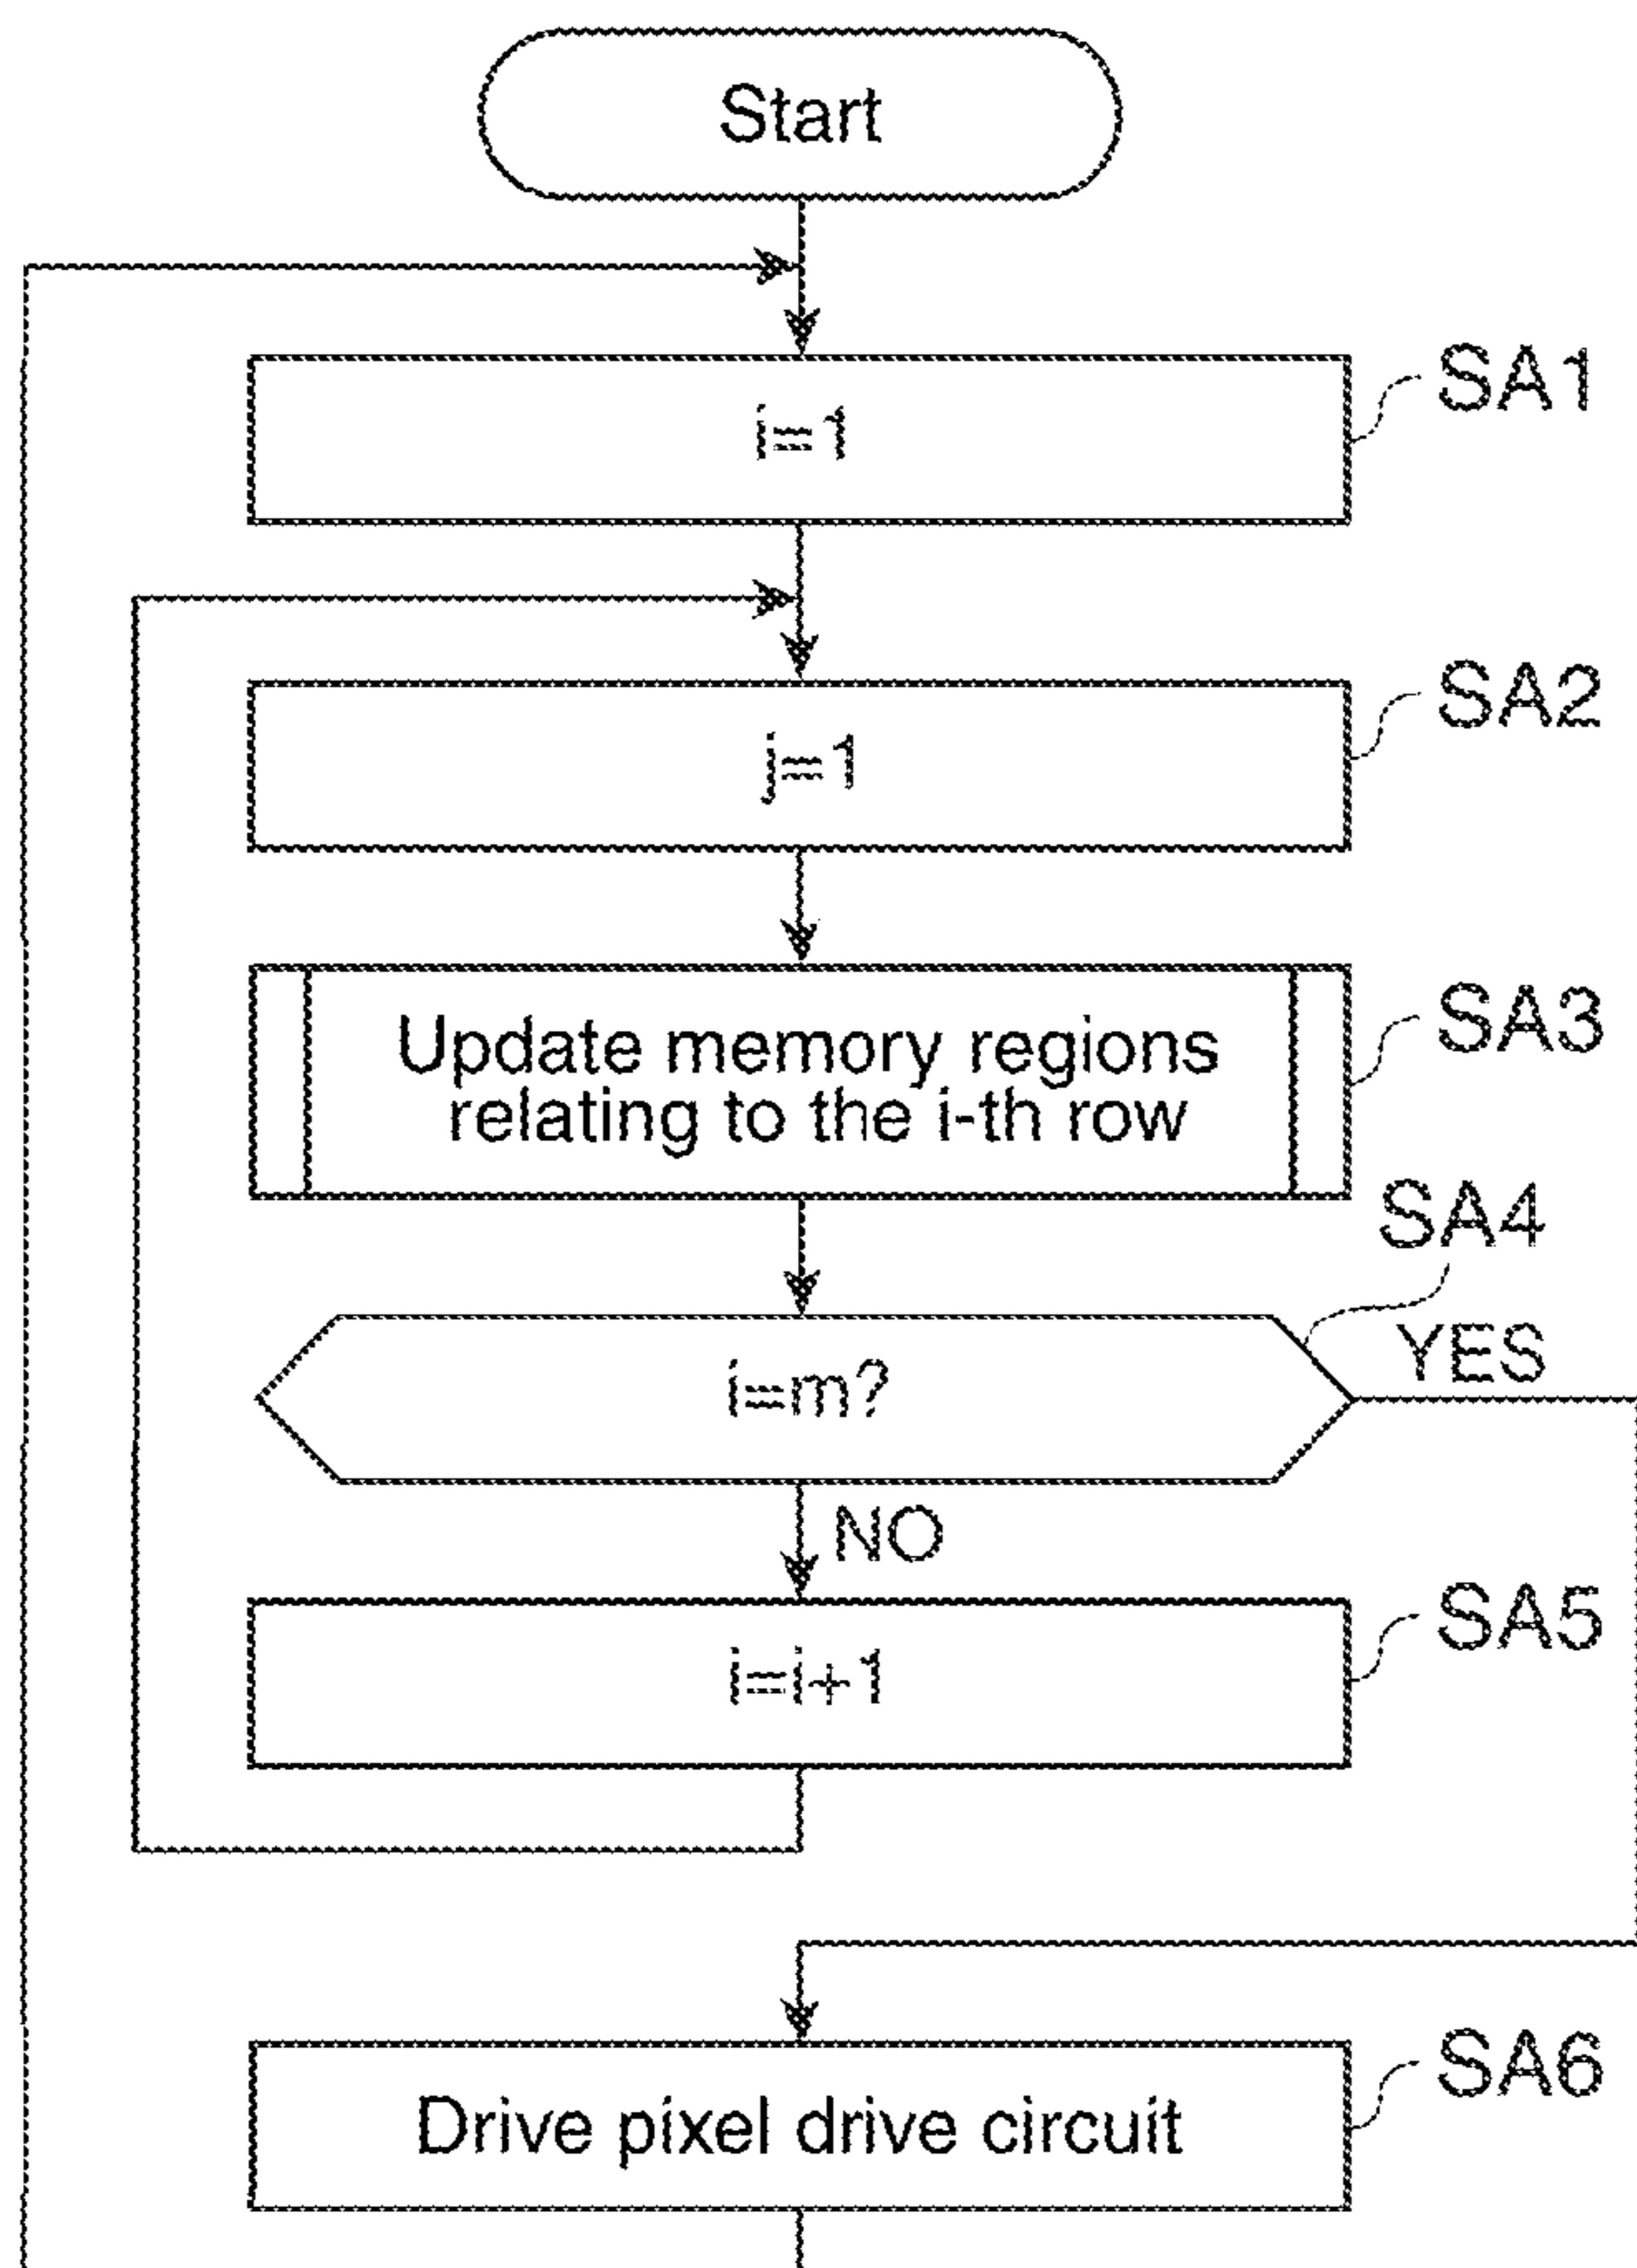 Start
i=1
SA1
j=1
SA2
Update memory regions
relating to the i-th row
SA3
SA4
i=m?
YES
NO
i=i+1
SA5
Drive pixel drive circuit
SA6